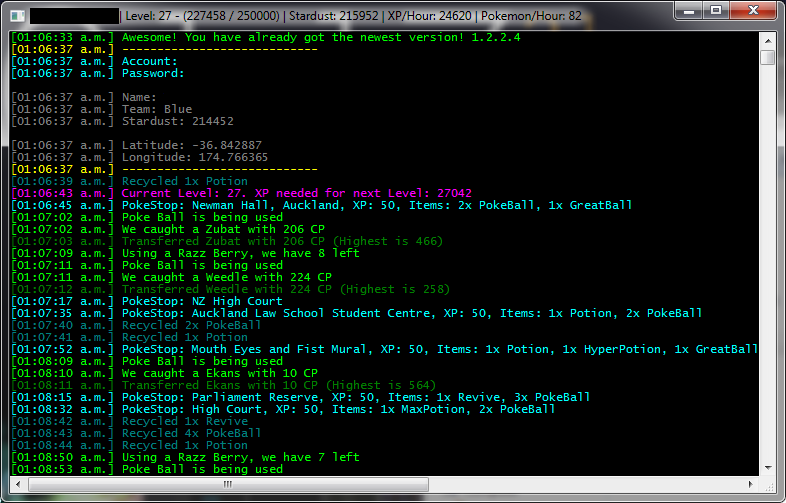 Level: 27 - (227458 / 250000) | Stardust: 215952 | XP/Hour: 24620 | Pokemon/Hour: 82
[01:06:33 a.m.] Awesome! You have already got the newest version! 1.2.2.4
[01:06:37 a.m.] ----------------------------
[01:06:37 a.m.] Account:
[01:06:37 a.m.] Password:
[01:06:37 a.m.] Name:
[01:06:37 a.m.] Team: Blue
[01:06:37 a.m.] Stardust: 214452
[01:06:37 a.m.] Latitude: -36.842887
[01:06:37 a.m.] Longitude: 174.766365
[01:06:37 a.m.] ----------------------------
[01:06:39 a.m.] Recycled 1x Potion
[01:06:43 a.m.] Current Level: 27. XP needed for next Level: 27042
[01:06:45 a.m.] PokeStop: Newman Hall, Auckland, XP: 50, Items: 2x PokeBall, 1x GreatBall
[01:07:02 a.m.] Poke Ball is being used
[01:07:02 a.m.] We caught a Zubat with 206 CP
[01:07:03 a.m.] Transferred Zubat with 206 CP (Highest is 466)
[01:07:09 a.m.] Using a Razz Berry, we have 8 left
[01:07:11 a.m.] Poke Ball is being used
[01:07:11 a.m.] We caught a Weedle with 224 CP
[01:07:12 a.m.] Transferred Weedle with 224 CP (Highest is 258)
[01:07:17 a.m.] PokeStop: NZ High Court
[01:07:35 a.m.] PokeStop: Auckland Law School Student Centre, XP: 50, Items: 1x Potion, 2x PokeBall
[01:07:40 a.m.] Recycled 2x PokeBall
[01:07:41 a.m.] Recycled 1x Potion
[01:07:52 a.m.] PokeStop: Mouth Eyes and Fist Mural, XP: 50, Items: 1x Potion, 1x HyperPotion, 1x GreatBall
[01:08:09 a.m.] Poke Ball is being used
[01:08:10 a.m.] We caught a Ekans with 10 CP
[01:08:11 a.m.] Transferred Ekans with 10 CP (Highest is 564)
[01:08:15 a.m.] PokeStop: Parliament Reserve, XP: 50, Items: 1x Revive, 3x PokeBall
[01:08:32 a.m.] PokeStop: High Court, XP: 50, Items: 1x MaxPotion, 2x PokeBall
[01:08:42 a.m.] Recycled 1x Revive
[01:08:43 a.m.] Recycled 4x PokeBall
[01:08:44 a.m.] Recycled 1x Potion
[01:08:50 a.m.] Using a Razz Berry, we have 7 left
[01:08:53 a.m.] Poke Ball is being used